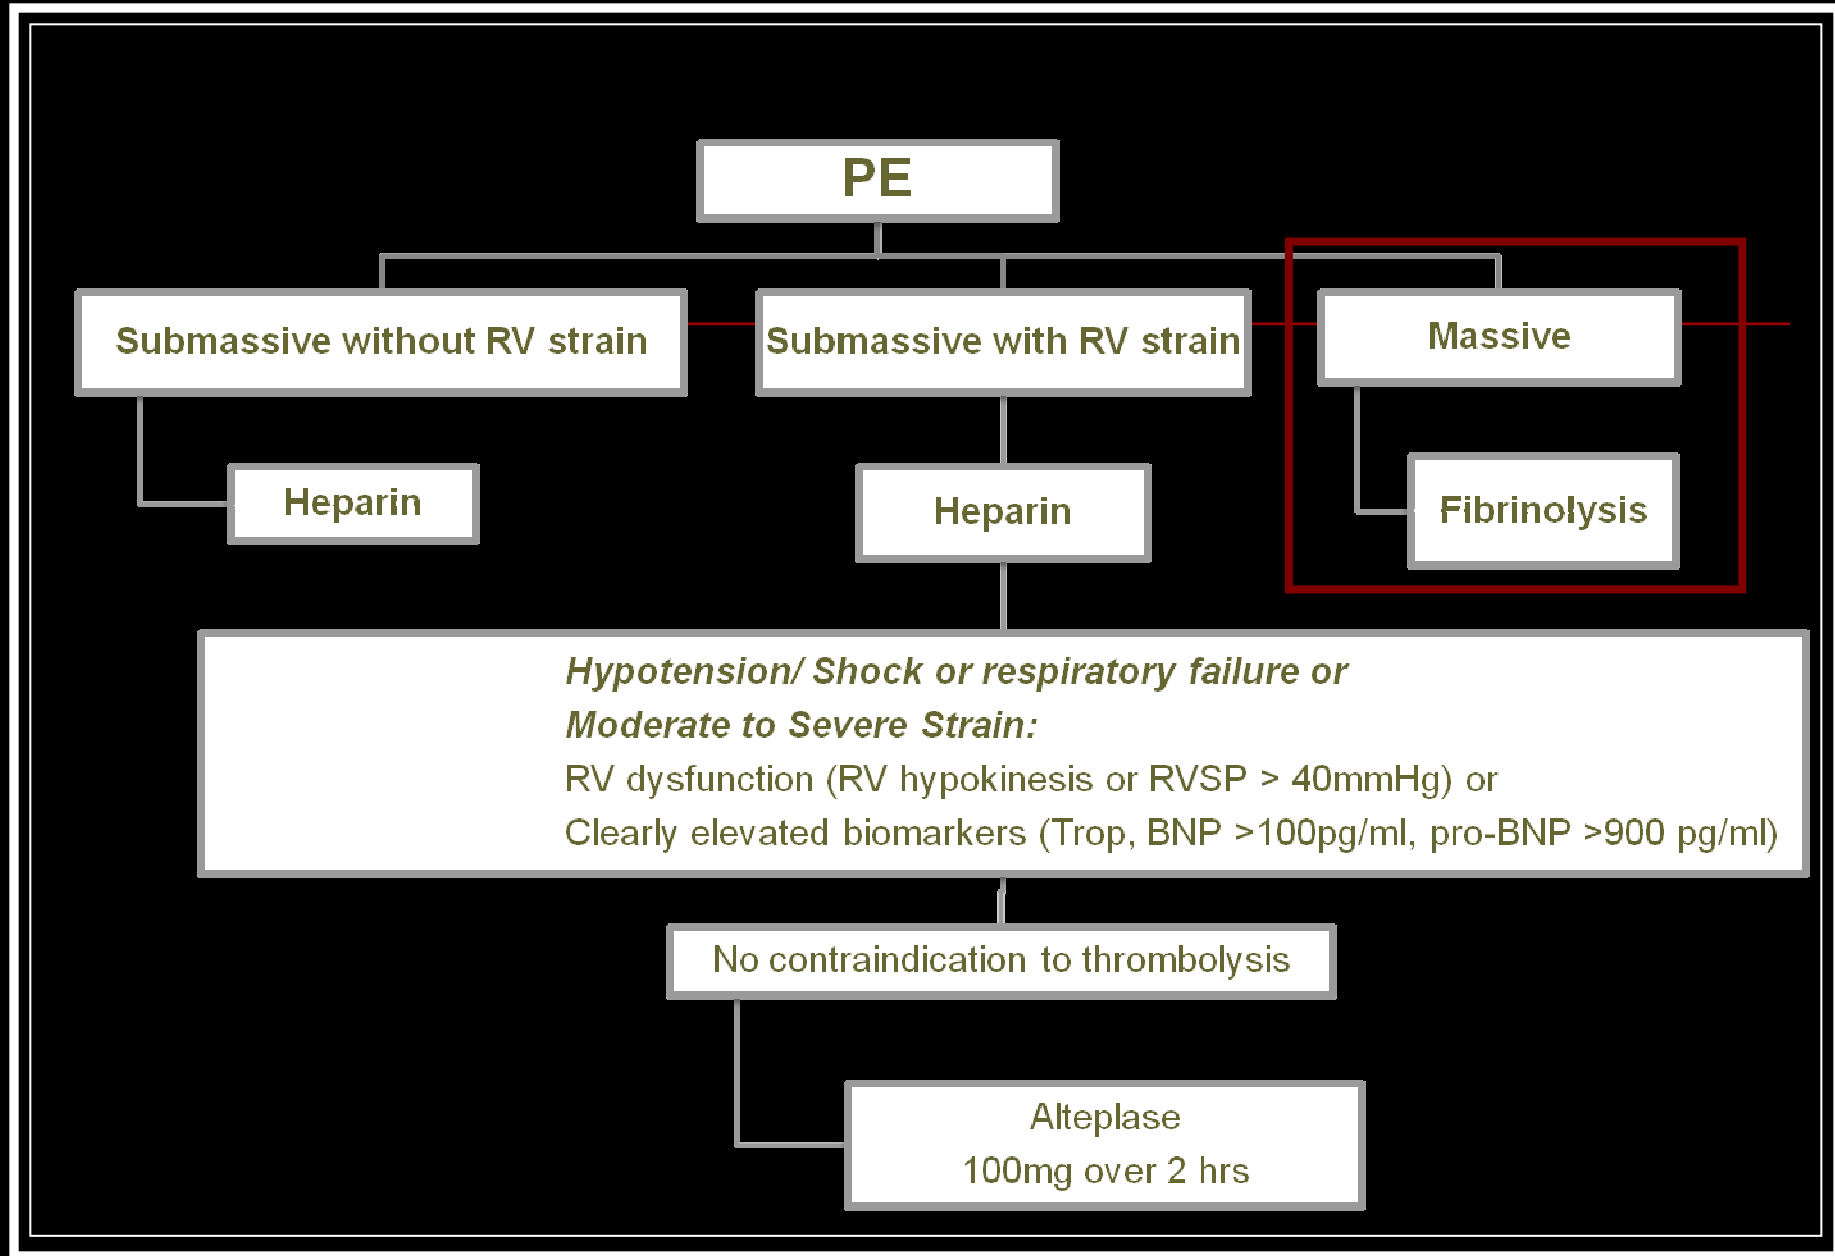 PE
Submassive without RV strain
Submassive with RV strain
Massive
Heparin
Heparin
Fibrinolysis
Hypotension/ Shock or respiratory failure or
Moderate to Severe Strain:
RV dysfunction (RV hypokinesis or RVSP > 40mmHg) or
Clearly elevated biomarkers (Trop, BNP >100pg/ml, pro-BNP >900 pg/ml)
No contraindication to thrombolysis
Alteplase
100mg over 2 hrs